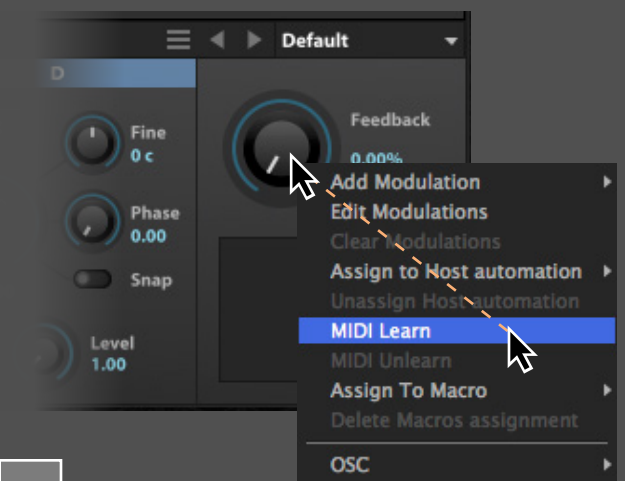 Default
D
Fine
0 c
Feedback
0.00%
Phase
0.00
Snap
Level
1.00
Add Modulation
Edit Modulations
Clear Modulations
Assign to Host automation
Unassign Host automation
MIDI Learn
MIDI Unlearn
Assign To Macro
Delete Macros assignment
OSC